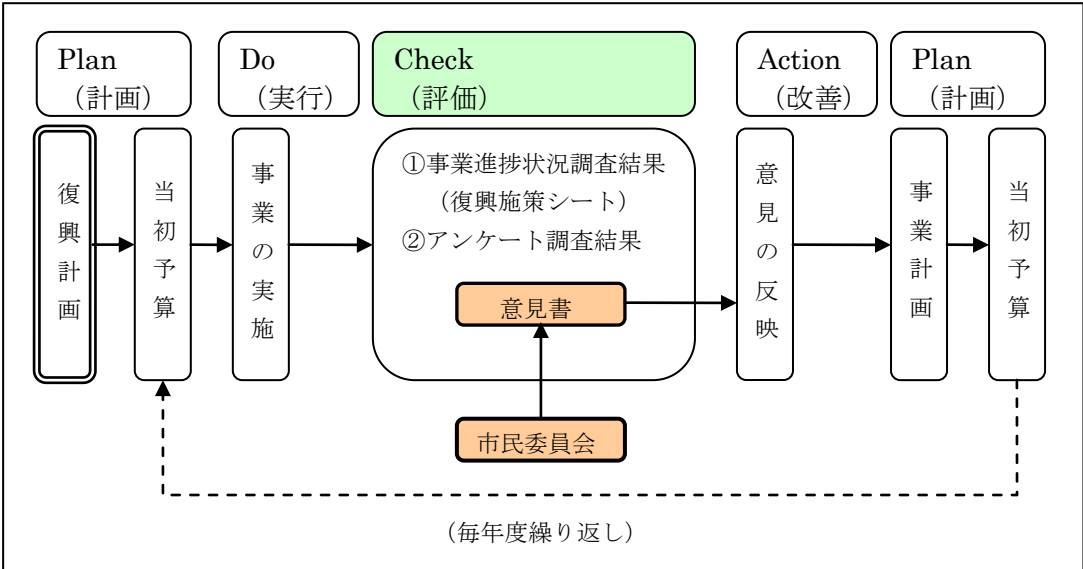 Plan
（計画）
Do
（実行）
Check
（評価）
Action
（改善）
Plan
（計画）
復興計画
当初予算
事業の実施
①事業進捗状況調査結果
（復興施策シート）
②アンケート調査結果
意見書
市民委員会
意見の反映
事業計画
当初予算
（毎年度繰り返し）